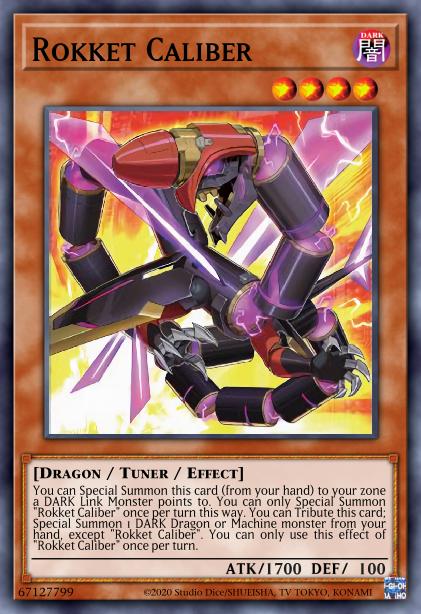 ROKKET CALIBER
DARK
闇
[DRAGON / TUNER / EFFECT]
You can Special Summon this card (from your hand) to your zone
a DARK Link Monster points to. You can only Special Summon
"Rokket Caliber" once per turn this way. You can Tribute this card;
Special Summon 1 DARK Dragon or Machine monster from your
hand, except "Rokket Caliber". You can only use this effect of
"Rokket Caliber" once per turn.
ATK/1700 DEF/ 100
67127799
©2020 Studio Dice/SHUEISHA, TV TOKYO, KONAMI